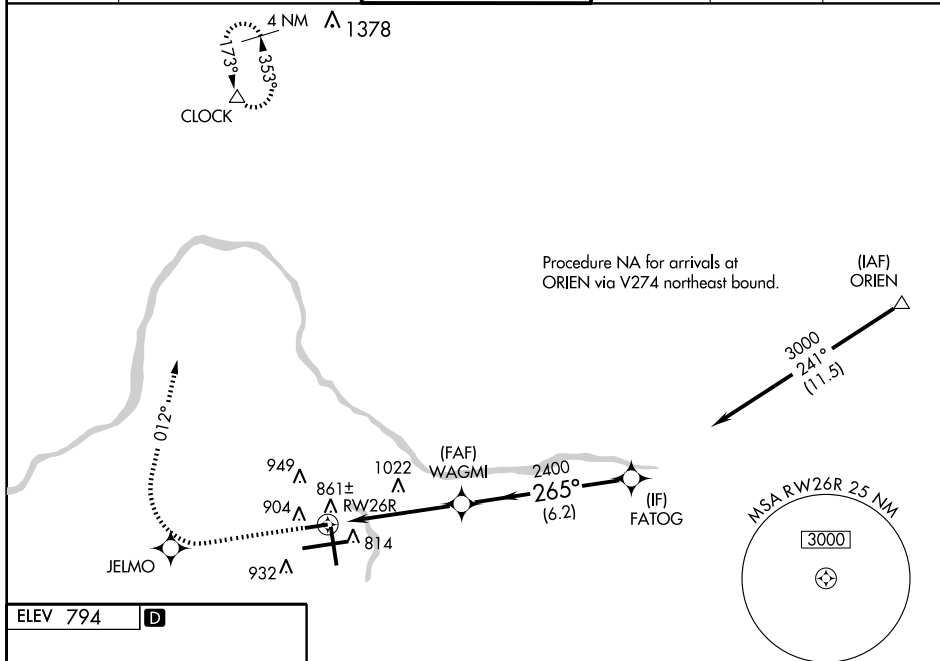 4 NM
1378
173°
353°
CLOCK
Procedure NA for arrivals at
ORIEN via V274 northeast bound.
(IAF)
ORIEN
3000
241°
(11.5)
012°
949
1022
(FAF)
WAGMI
2400
265°
(6.2)
(IF)
FATOG
861±
RW26R
904
814
932
JELMO
MSA RW26R 25 NM
3000
ELEV 794
D